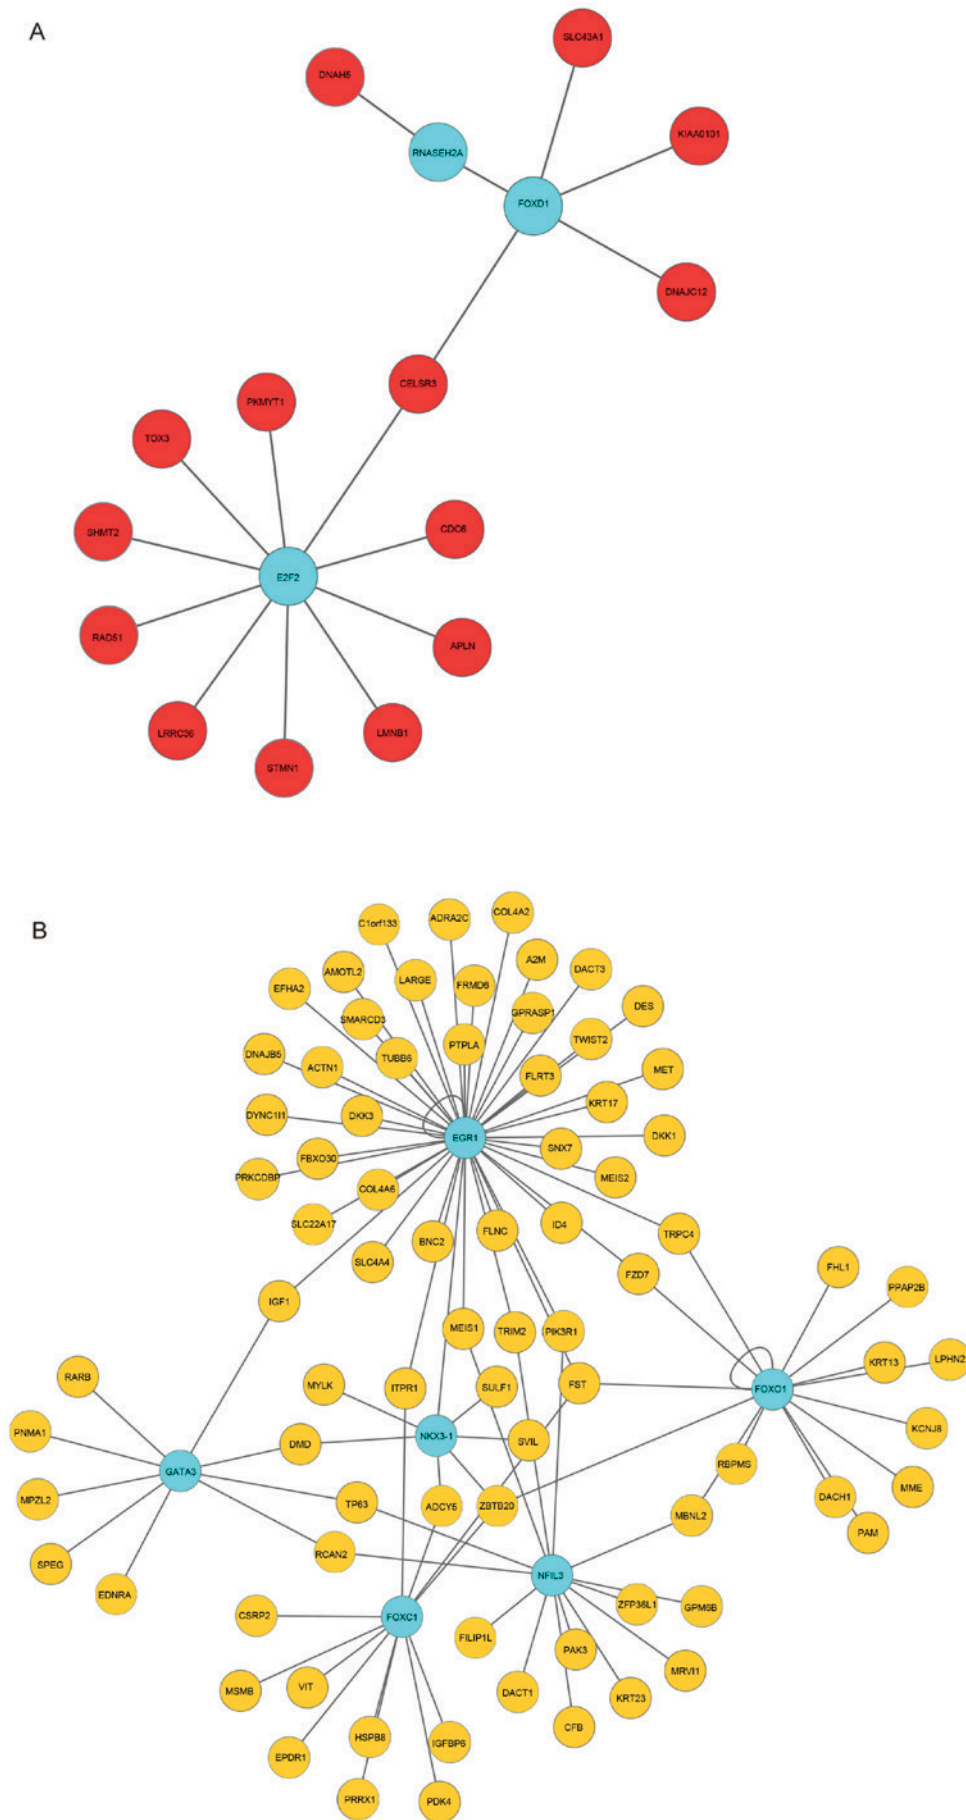 A
SLC43A1
DNAH5
KIAA0101
RNASEH2A
FOXD1
DNAJC12
CELSR3
PKMYT1
TOX3
SHMT2
CDC6
E2F2
RAD51
APLN
LRRC36
LMNB1
STMN1
B
C1orf133
ADRA2C
COL4A2
AMOTL2
LARGE
FRMD6
A2M
DACT3
EFHA2
SMARCD3
GPRASP1
DES
TUBB6
PTPLA
TWIST2
DNAJB5
ACTN1
FLRT3
MET
KRT17
DYNC1I1
DKK3
EGR1
DKK1
SNX7
FBXO30
PRKCDBP
MEIS2
COL4A6
SLC22A17
BNC2
FLNC
ID4
TRPC4
SLC4A4
FZD7
FHL1
PPAP2B
IGF1
MEIS1
TRIM2
PIK3R1
KRT13
LPHN2
RARB
MYLK
ITPR1
SULF1
FST
FOXO1
PNMA1
DMD
NKX3-1
SVIL
KCNJ8
GATA3
RBPMS
MPZL2
TP63
ADCY5
ZBTB20
MBNL2
DACH1
MME
PAM
SPEG
RCAN2
EDNRA
NFIL3
CSRP2
FOXC1
ZFP36L1
GPM6B
FILIP1L
PAK3
MRVI1
MSMB
VIT
DACT1
KRT23
CFB
EPDR1
HSPB8
IGFBP6
PRRX1
PDK4